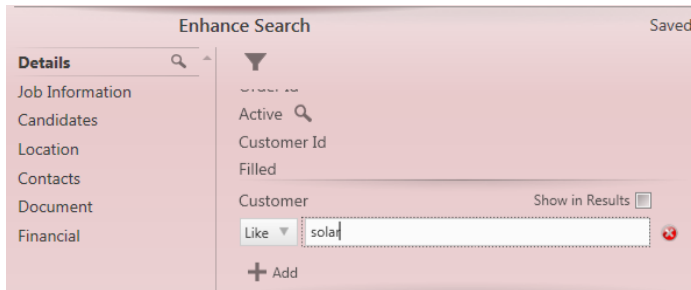 Enhance Search
Saved
Details
Job Information
Candidates
Location
Contacts
Document
Financial
Active
Customer Id
Filled
Customer
Show in Results
Like
solar
Add